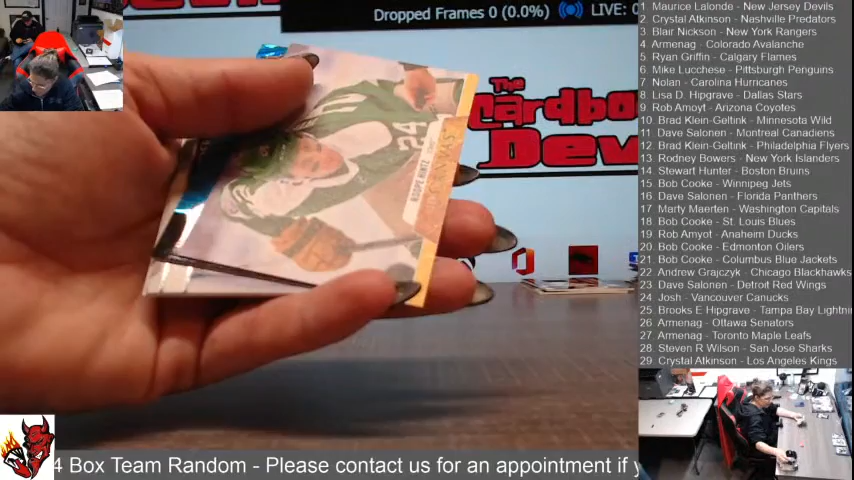 Dropped Frames 0 (0.0%) LIVE: 0
The
Cardbo
Dev
24
ROOPE HINTZ
CANVAS
1 Maurice Lalonde - New Jersey Devils
2 Crystal Atkinson - Nashville Predators
3 Blair Nickson - New York Rangers
4 Armenag - Colorado Avalanche
5 Ryan Griffin - Calgary Flames
6 Mike Lucchese - Pittsburgh Penguins
7 Nolan - Carolina Hurricanes
8 Lisa D. Hipgrave - Dallas Stars
9 Rob Amoyt - Arizona Coyotes
10 Brad Klein-Geltink - Minnesota Wild
11 Dave Salonen - Montreal Canadiens
12 Brad Klein-Geltink - Philadelphia Flyers
13 Rodney Bowers - New York Islanders
14 Stewart Hunter - Boston Bruins
15 Bob Cooke - Winnipeg Jets
16 Dave Salonen - Florida Panthers
17 Marty Maerten - Washington Capitals
18 Bob Cooke - St. Louis Blues
19 Rob Amyot - Anaheim Ducks
20 Bob Cooke - Edmonton Oilers
21 Bob Cooke - Columbus Blue Jackets
22 Andrew Grajczyk - Chicago Blackhawks
23 Dave Salonen - Detroit Red Wings
24 Josh - Vancouver Canucks
25 Brooks E Hipgrave - Tampa Bay Lightni
26 Armenag - Ottawa Senators
27 Armenag - Toronto Maple Leafs
28 Steven R Wilson - San Jose Sharks
29 Crystal Atkinson - Los Angeles Kings
4 Box Team Random - Please contact us for an appointment if y